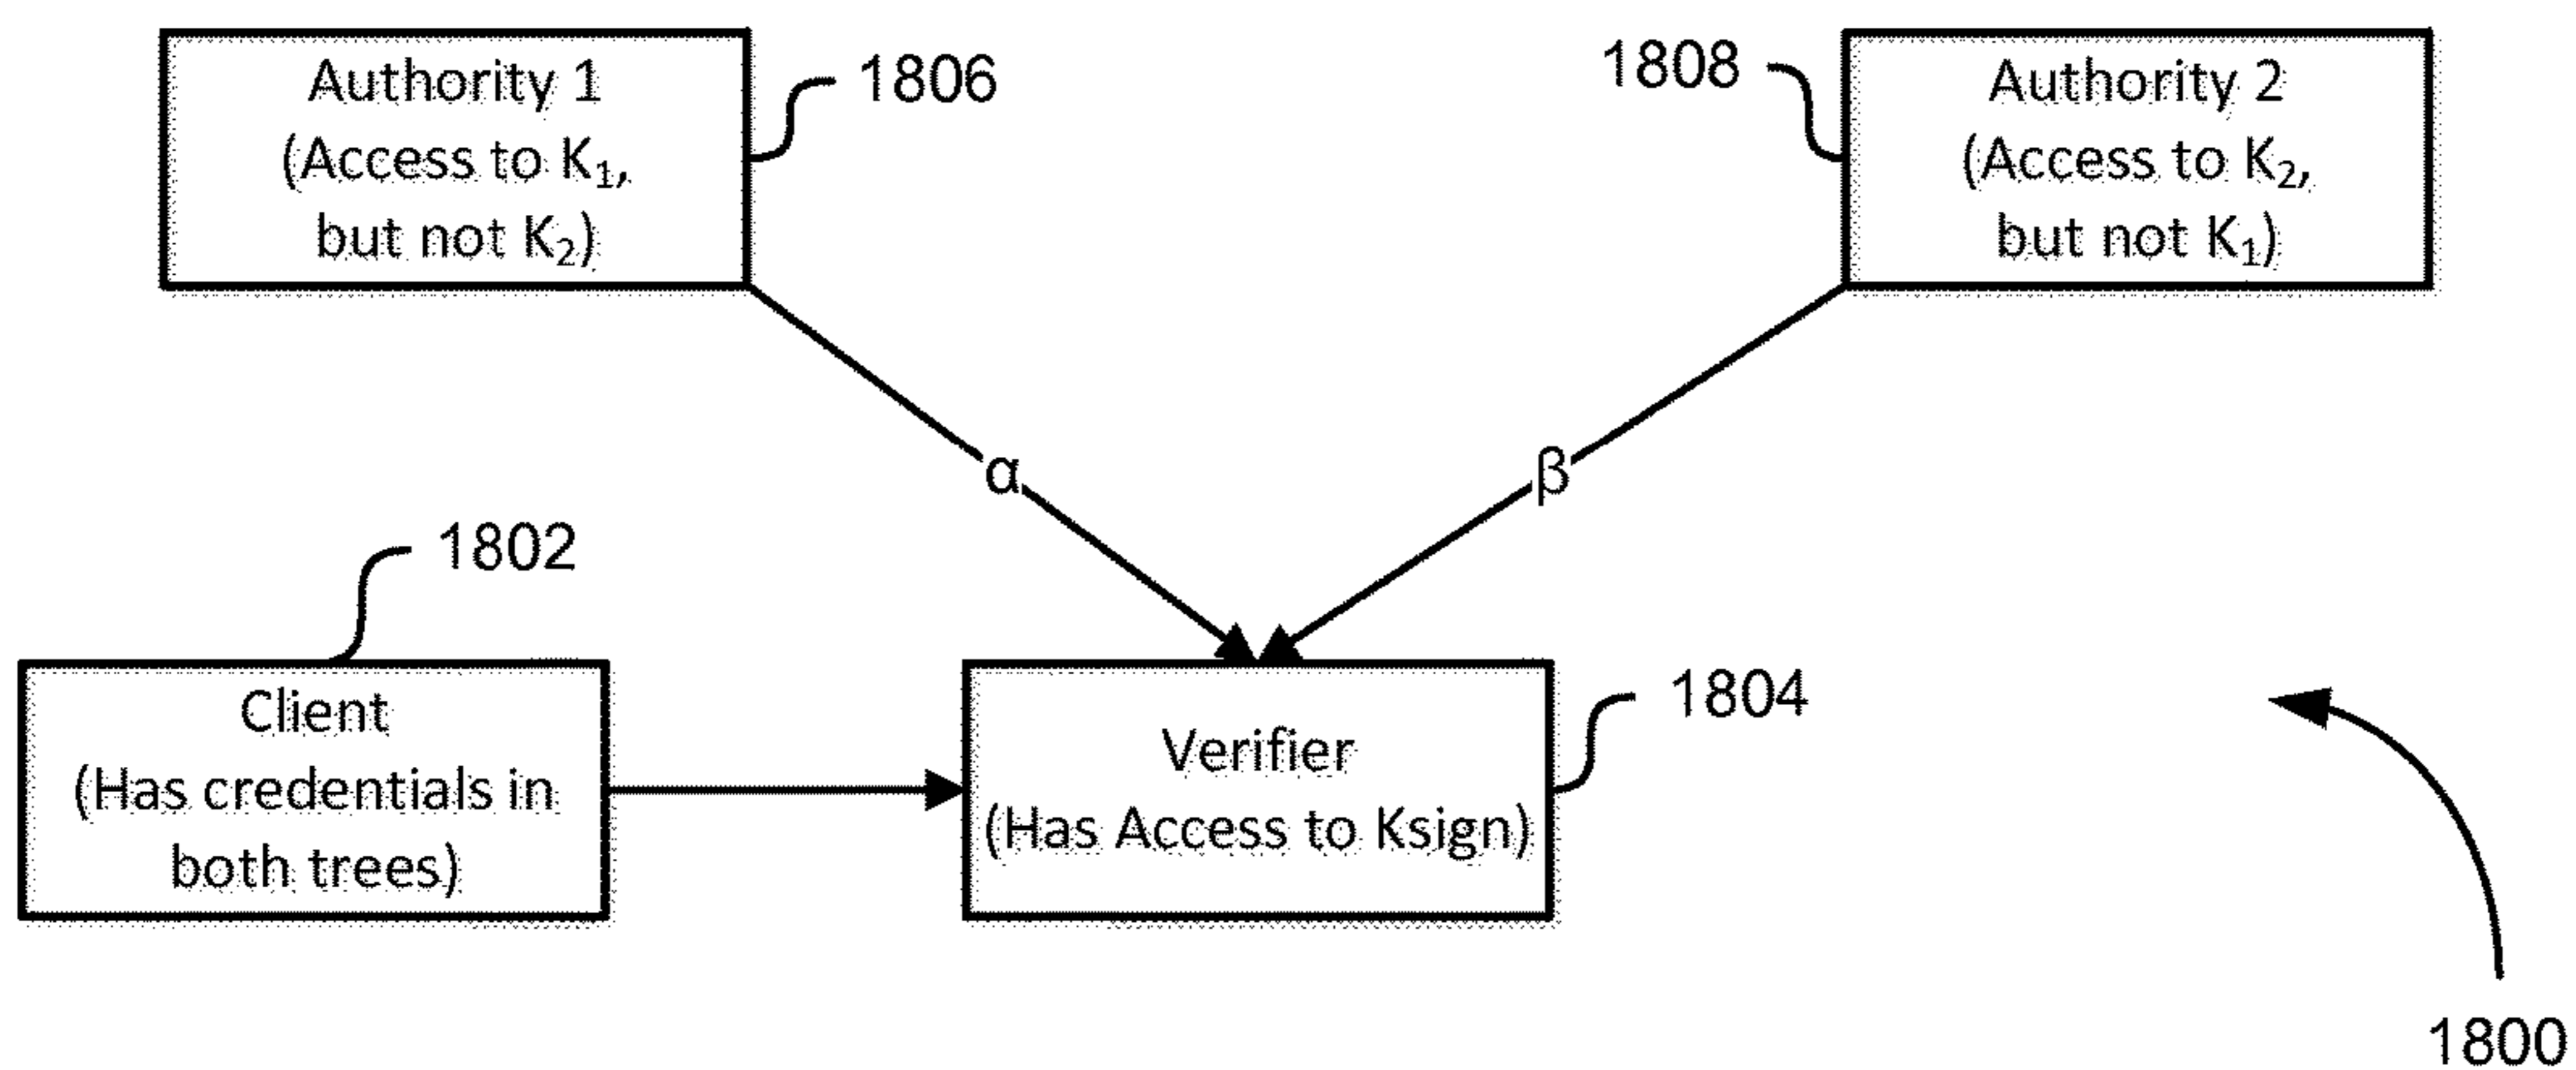 Authority 1
(Access to K₁,
but not K₂)
1806
1808
Authority 2
(Access to K₂,
but not K₁)
α
β
1802
Client
(Has credentials in
both trees)
Verifier
(Has Access to Ksign)
1804
1800